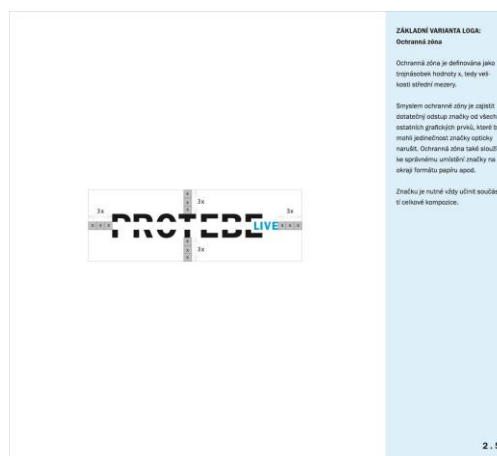 ZÁKLADNÍ VARIANTA LOGA:
Ochranná zóna
Ochranná zóna je definována jako
trojnásobek hodnoty x, tedy veli-
kosti střední mezery.
Smyslem ochranné zóny je zajistit
dotatečný odstup značky od všech
ostatních grafických prvků, které b
mohli jedinečnost značky opticky
narušit. Ochranná zóna také slouží
ke správnému umístění značky na
okraji formátu papíru apod.
Značku je nutné vždy učinit součás
tí celkové kompozice.
x
x 3x
x
3x 3x
x x x PROTEBE LIVE x x x
x
x 3x
x
2.